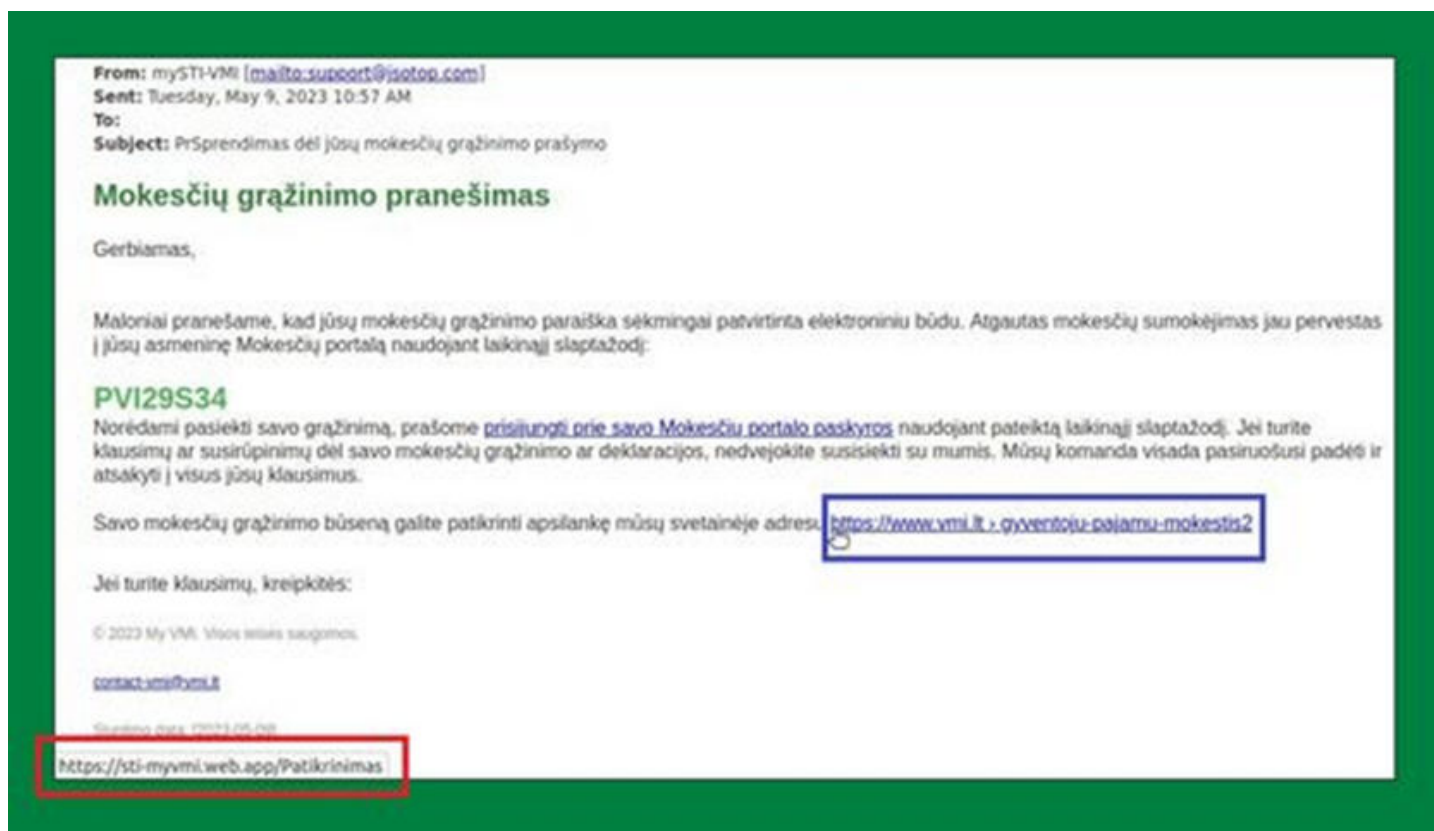 From: mySTI-VMI [mailto:support@jsotop.com]
Sent: Tuesday, May 9, 2023 10:57 AM
To:
Subject: PrSprendimas dėl jūsų mokesčių grąžinimo prašymo
Mokesčių grąžinimo pranešimas
Gerbiamas,
Maloniai pranešame, kad jūsų mokesčių grąžinimo paraiška sėkmingai patvirtinta elektroniniu būdu. Atgautas mokesčių sumokėjimas jau pervestas
į jūsų asmeninę Mokesčių portalą naudojant laikinąjį slaptažodį:
PVI29S34
Norėdami pasiekti savo grąžinimą, prašome prisijungti prie savo Mokesčių portalo paskyros naudojant pateiktą laikinąjį slaptažodį. Jei turite
klausimų ar susirūpinimų dėl savo mokesčių grąžinimo ar deklaracijos, nedvejokite susisiekti su mumis. Mūsų komanda visada pasiruošusi padėti ir
atsakyti į visus jūsų klausimus.
Savo mokesčių grąžinimo būseną galite patikrinti apsilankę mūsų svetainėje adresu https://www.vmi.lt › gyventoju-pajamu-mokestis2
Jei turite klausimų, kreipkitės:
© 2023 My VMI. Visos teisės saugomos.
contact-vmi@vmi.lt
Siuntimo data:
https://sti-myvmi.web.app/Patikrinimas